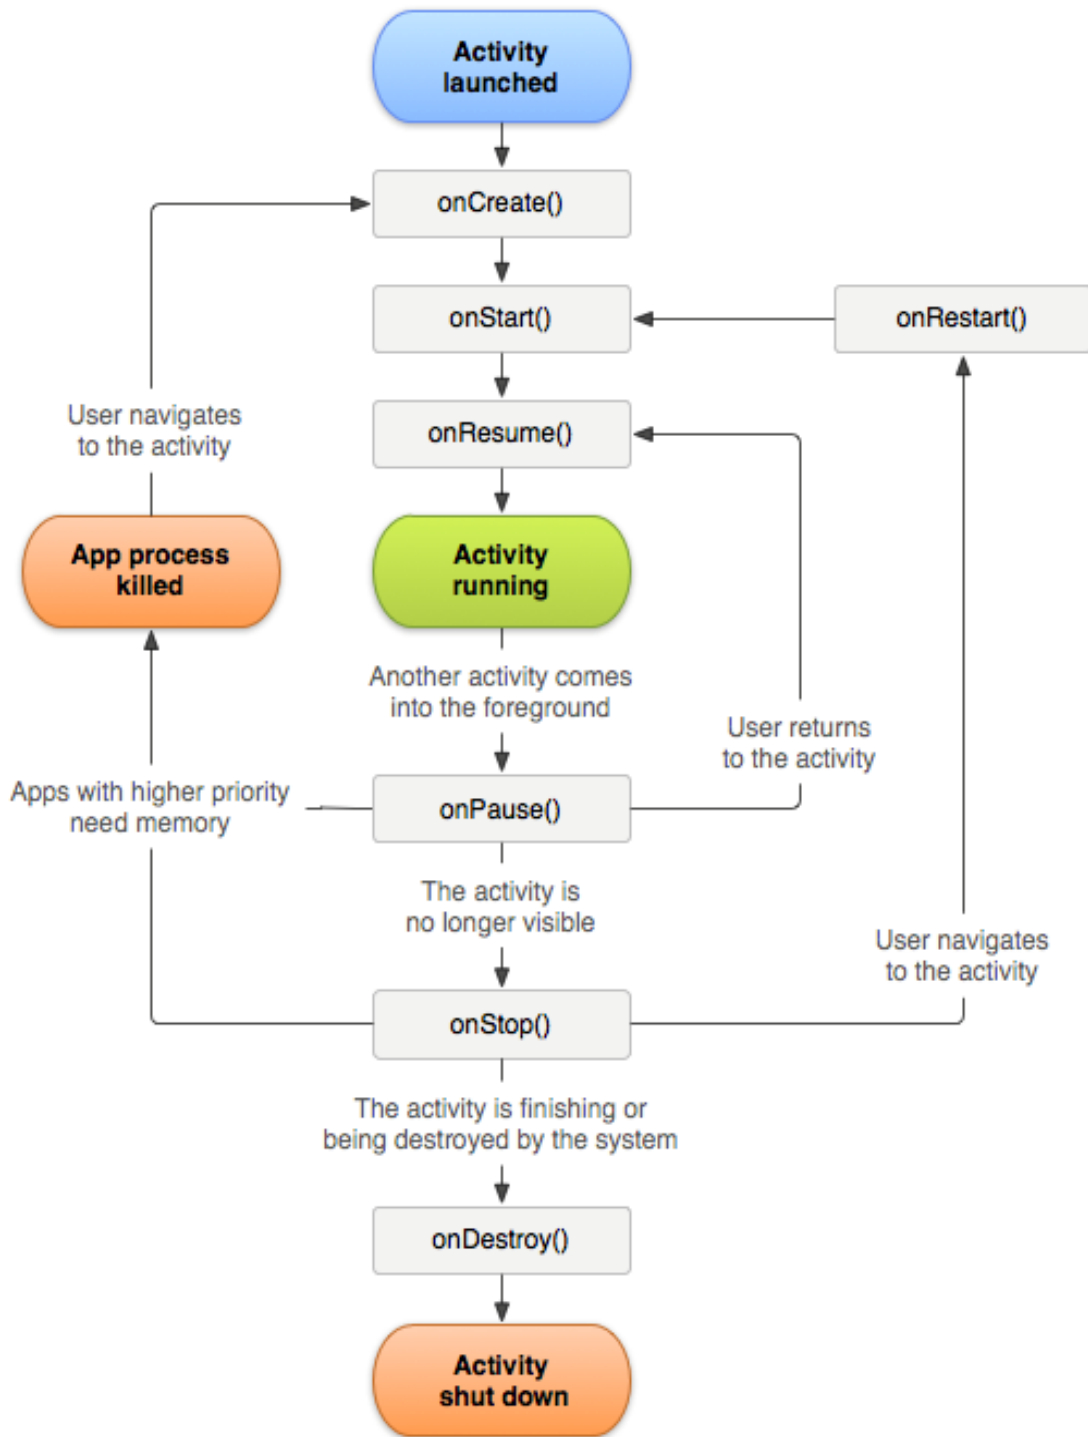 Activity
launched
onCreate()
onStart()
onRestart()
User navigates
to the activity
onResume()
App process
killed
Activity
running
Another activity comes
into the foreground
User returns
to the activity
Apps with higher priority
need memory
onPause()
The activity is
no longer visible
User navigates
to the activity
onStop()
The activity is finishing or
being destroyed by the system
onDestroy()
Activity
shut down